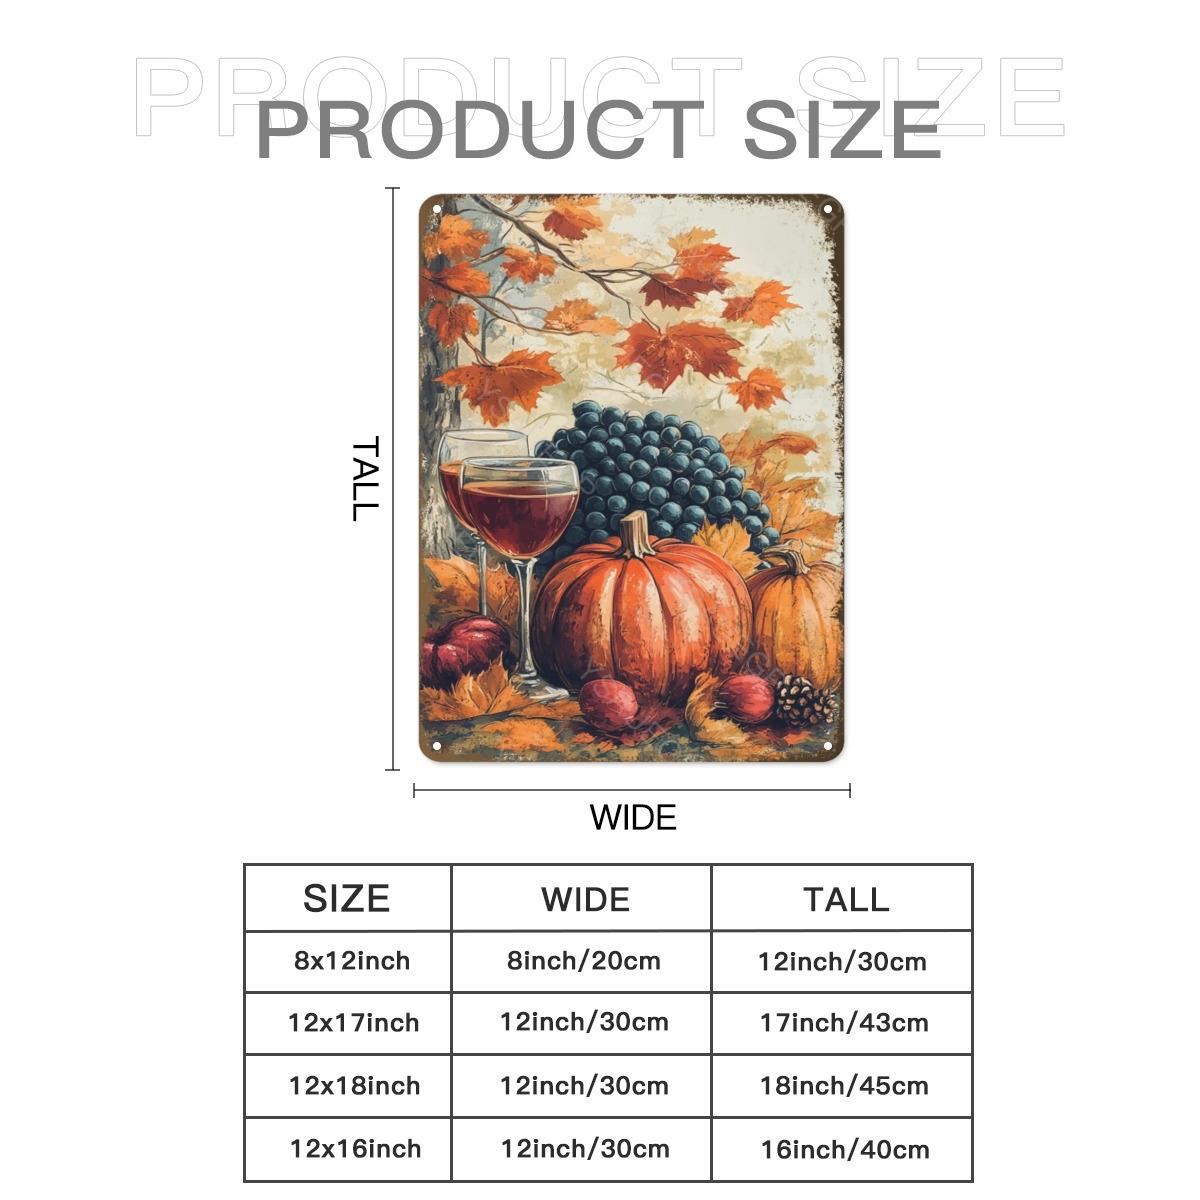 PRODUCT SIZE
PRODUCT SIZE
TALL
WIDE
SIZE WIDE TALL
8x12inch 8inch/20cm 12inch/30cm
12x17inch 12inch/30cm 17inch/43cm
12x18inch 12inch/30cm 18inch/45cm
12x16inch 12inch/30cm 16inch/40cm